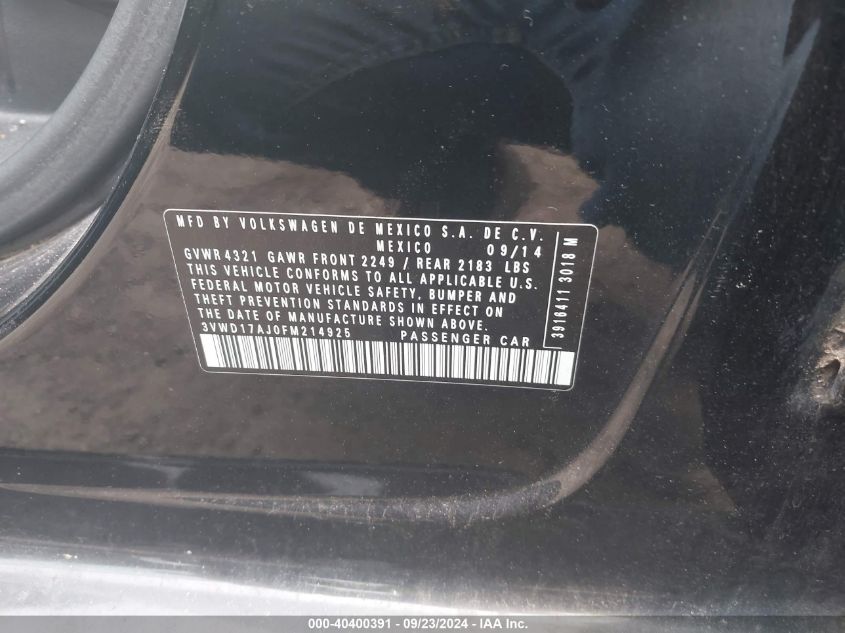 MFD BY VOLKSWAGEN DE MEXICO S.A. DE C.V.
MEXICO 09/14
GVWR 4321 GAWR FRONT 2249 / REAR 2183 LBS
THIS VEHICLE CONFORMS TO ALL APPLICABLE U.S.
FEDERAL MOTOR VEHICLE SAFETY, BUMPER AND
THEFT PREVENTION STANDARDS IN EFFECT ON
THE DATE OF MANUFACTURE SHOWN ABOVE.
3VWD17AJ0FM214925 PASSENGER CAR
39164111 3018 M
000-40400391 - 09/23/2024 - IAA Inc.